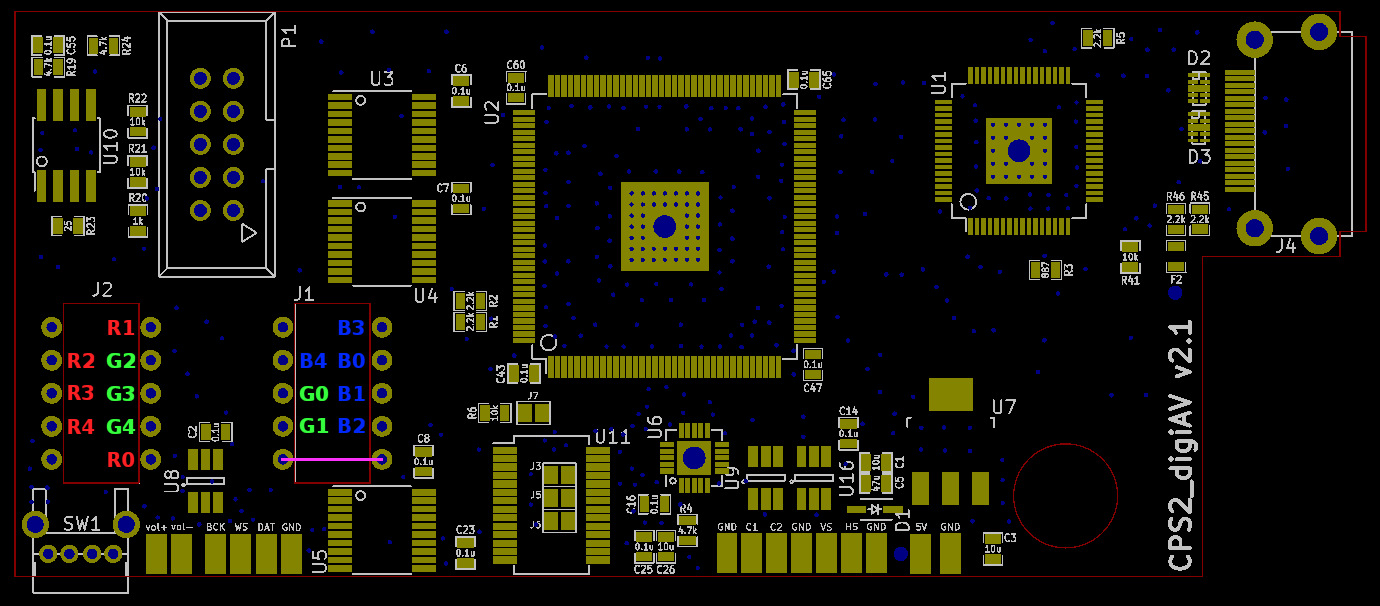 C55
0.1u
4.7k
R24
4.7k
R19
P1
U3
C6
0.1u
C60
0.1u
U2
0.1u
C66
U1
2.2k
R5
D2
D3
R22
10k
U10
R21
10k
R20
1k
25
R23
C7
0.1u
R46
R45
2.2k
2.2k
J4
10k
R41
F2
887
R3
U4
J2
J1
2.2k
R2
2.2k
R1
R1
B3
R2
G2
B4
B0
R3
G3
G0
B1
R4
G4
G1
B2
R0
C43
0.1u
0.1u
C47
R6
10k
J7
U7
C2
0.1u
C8
0.1u
U11
U6
C14
0.1u
U8
J3
J5
U9
U16
10u
C1
47u
C5
SW1
C16
0.1u
R4
4.7k
D1
vol+
vol-
BCK
WS
DAT
GND
U5
C23
0.1u
0.1u
10u
C25
C26
GND
C1
C2
GND
VS
HS
GND
5V
GND
C3
10u
CPS2_digiAV v2.1